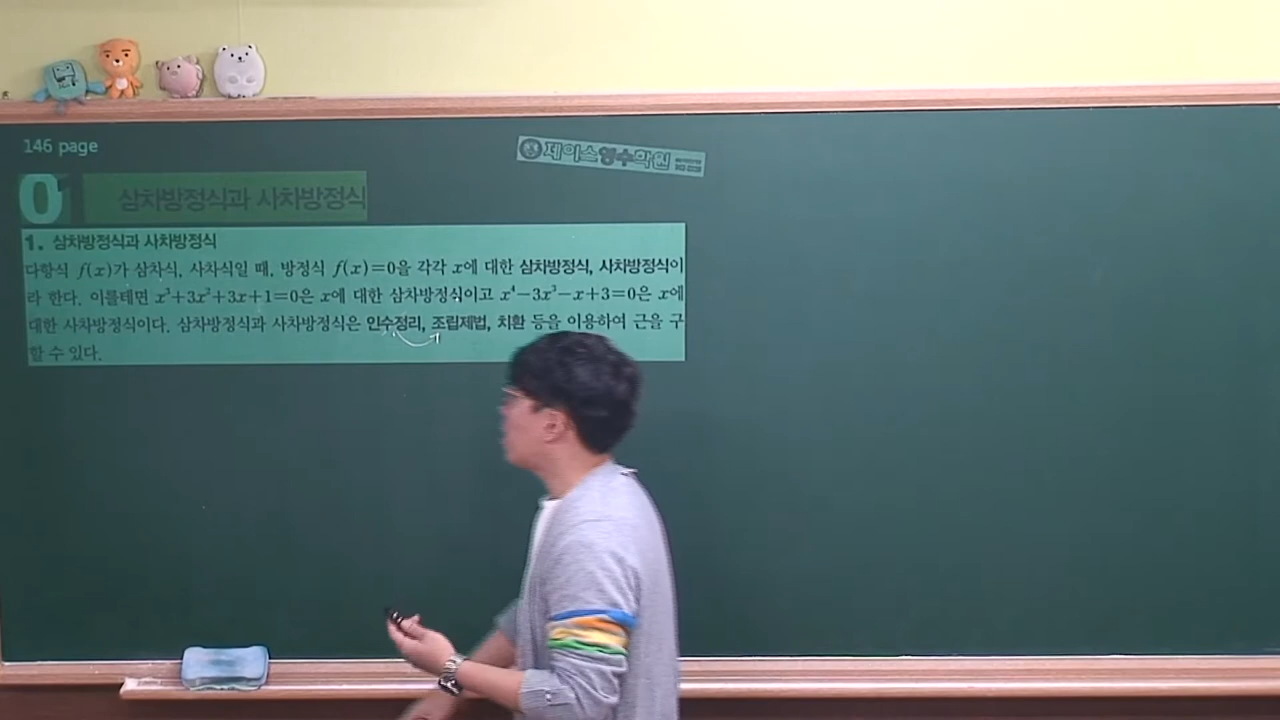 146 page
제이스영수학원
0
삼차방정식과 사차방정식
1. 삼차방정식과 사차방정식
다항식 f(x)가 삼차식, 사차식일 때, 방정식 f(x)=0을 각각 x에 대한 삼차방정식, 사차방정식이
라 한다. 이를테면 x³+3x²+3x+1=0은 x에 대한 삼차방정식이고 x⁴-3x³-x+3=0은 x에
대한 사차방정식이다. 삼차방정식과 사차방정식은 인수정리, 조립제법, 치환 등을 이용하여 근을 구
할 수 있다.